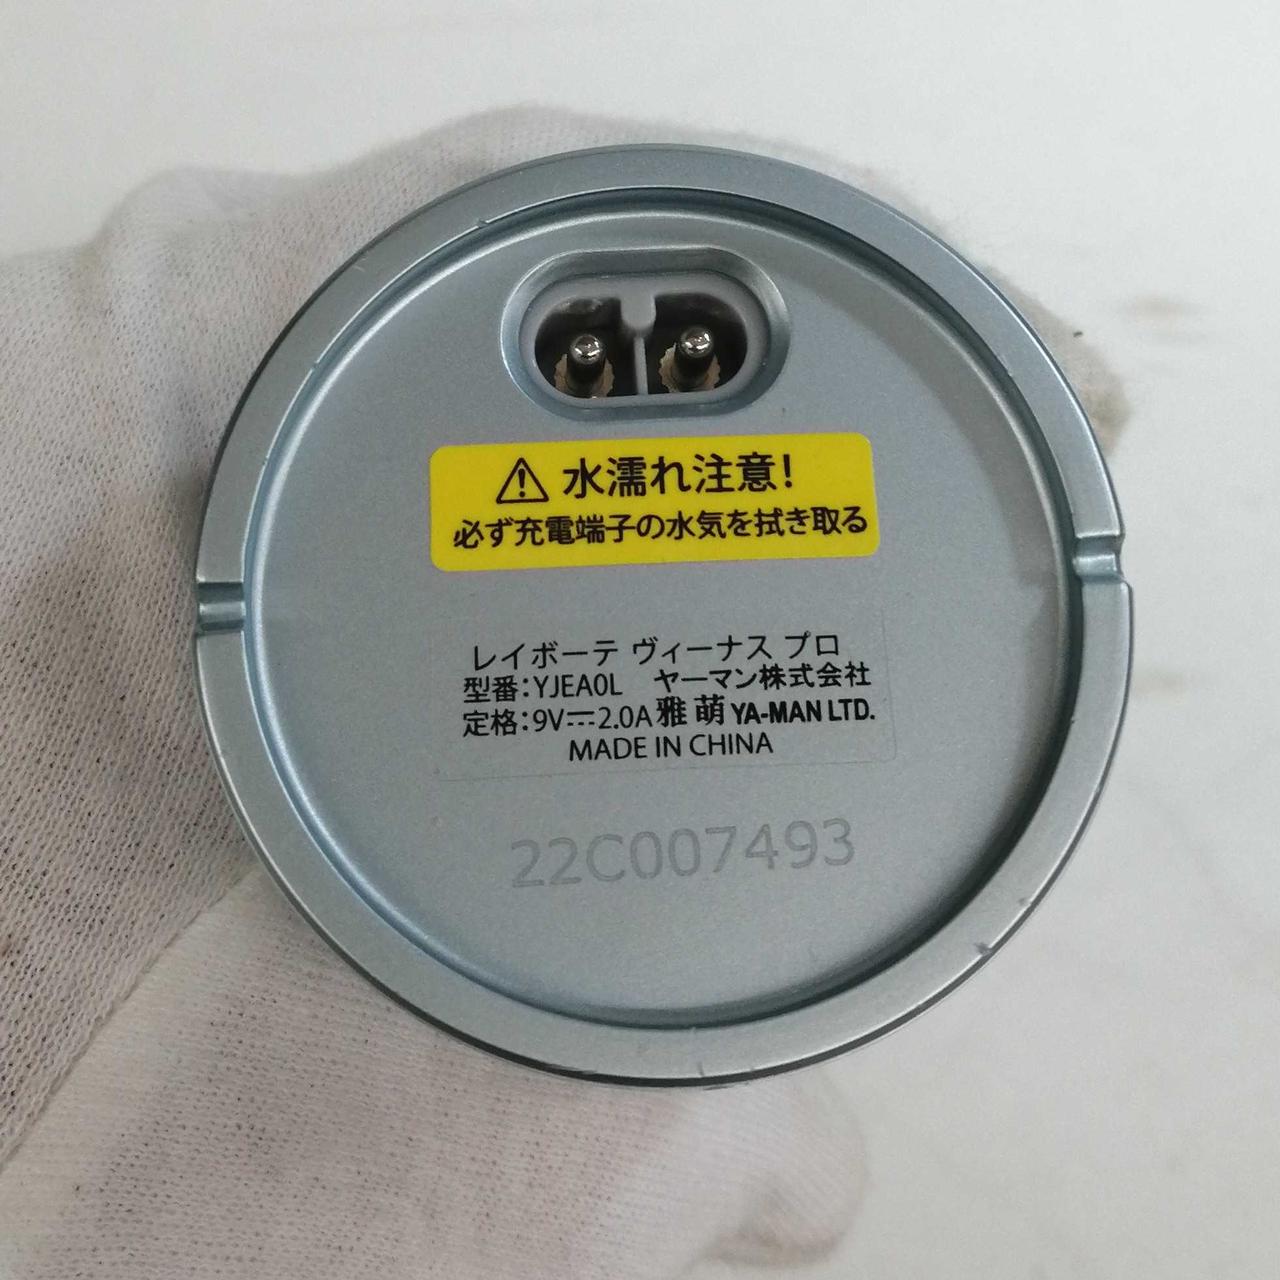 ⚠ 水濡れ注意!
必ず充電端子の水気を拭き取る
レイボーテ ヴィーナス プロ
型番:YJEA0L ヤーマン株式会社
定格:9V⎓2.0A 雅萌 YA-MAN LTD.
MADE IN CHINA
22C007493